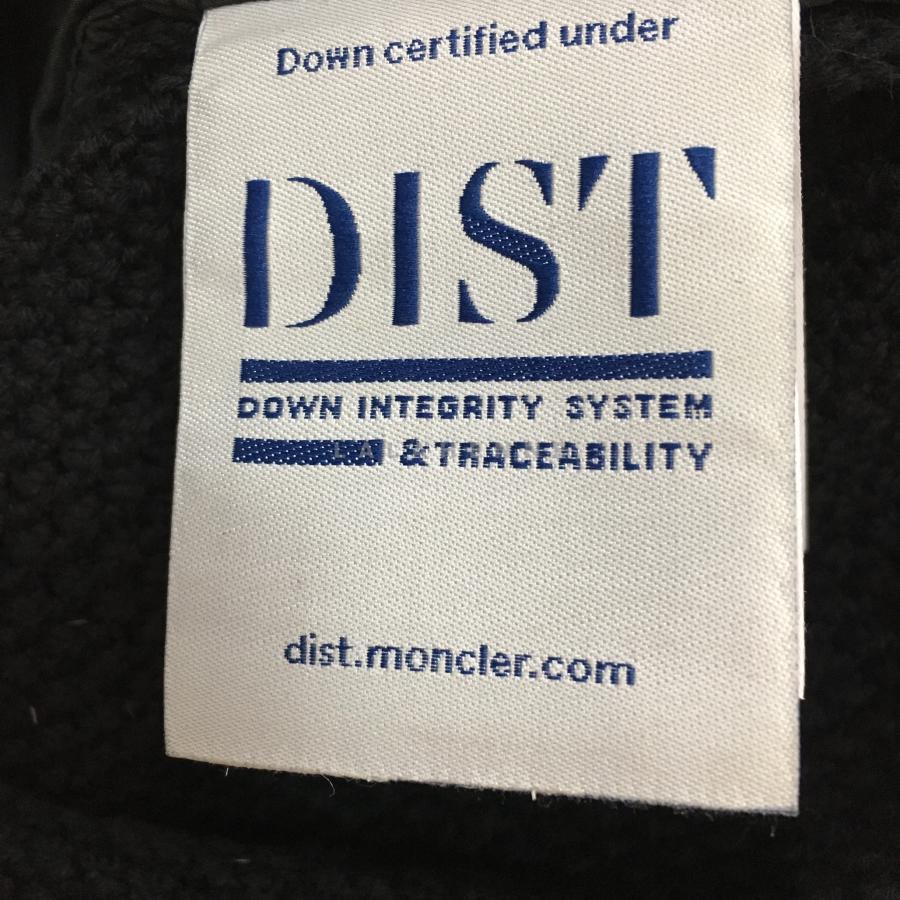 Down certified under
DIST
DOWN INTEGRITY SYSTEM
& TRACEABILITY
dist.moncler.com